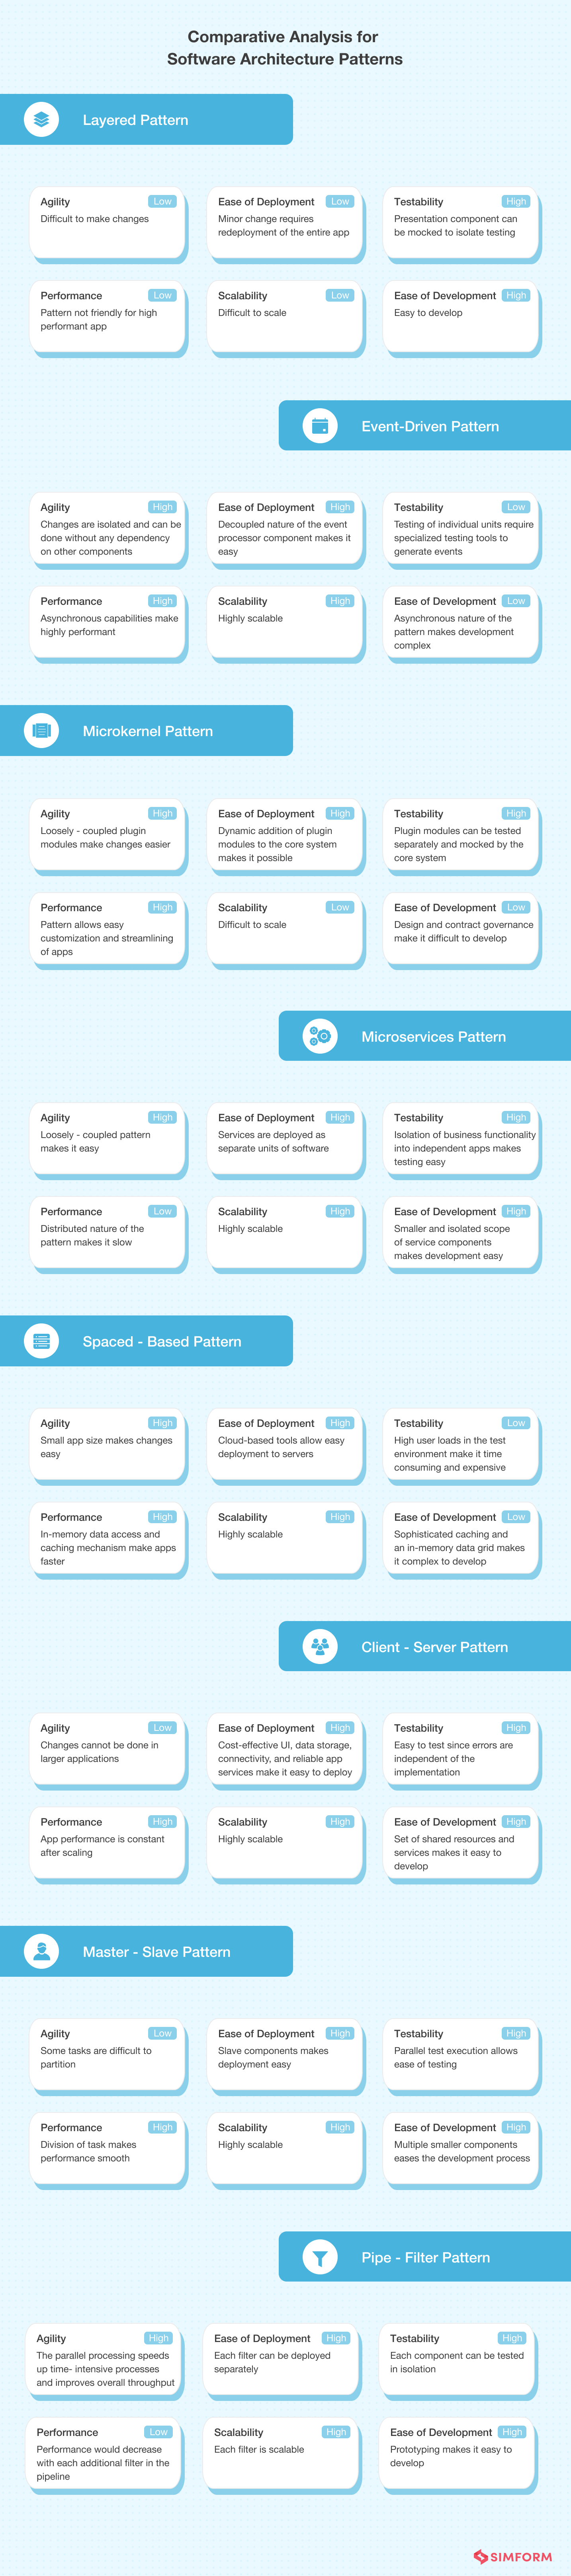 Comparative Analysis for
Software Architecture Patterns
Layered Pattern
Agility Low
Difficult to make changes
Ease of Deployment Low
Minor change requires
redeployment of the entire app
Testability High
Presentation component can
be mocked to isolate testing
Performance Low
Pattern not friendly for high
performant app
Scalability Low
Difficult to scale
Ease of Development High
Easy to develop
Event-Driven Pattern
Agility High
Changes are isolated and can be
done without any dependency
on other components
Ease of Deployment High
Decoupled nature of the event
processor component makes it
easy
Testability Low
Testing of individual units require
specialized testing tools to
generate events
Performance High
Asynchronous capabilities make
highly performant
Scalability High
Highly scalable
Ease of Development Low
Asynchronous nature of the
pattern makes development
complex
Microkernel Pattern
Agility High
Loosely - coupled plugin
modules make changes easier
Ease of Deployment High
Dynamic addition of plugin
modules to the core system
makes it possible
Testability High
Plugin modules can be tested
separately and mocked by the
core system
Performance High
Pattern allows easy
customization and streamlining
of apps
Scalability Low
Difficult to scale
Ease of Development Low
Design and contract governance
make it difficult to develop
Microservices Pattern
Agility High
Loosely - coupled pattern
makes it easy
Ease of Deployment High
Services are deployed as
separate units of software
Testability High
Isolation of business functionality
into independent apps makes
testing easy
Performance Low
Distributed nature of the
pattern makes it slow
Scalability High
Highly scalable
Ease of Development High
Smaller and isolated scope
of service components
makes development easy
Spaced - Based Pattern
Agility High
Small app size makes changes
easy
Ease of Deployment High
Cloud-based tools allow easy
deployment to servers
Testability Low
High user loads in the test
environment make it time
consuming and expensive
Performance High
In-memory data access and
caching mechanism make apps
faster
Scalability High
Highly scalable
Ease of Development Low
Sophisticated caching and
an in-memory data grid makes
it complex to develop
Client - Server Pattern
Agility Low
Changes cannot be done in
larger applications
Ease of Deployment High
Cost-effective UI, data storage,
connectivity, and reliable app
services make it easy to deploy
Testability High
Easy to test since errors are
independent of the
implementation
Performance High
App performance is constant
after scaling
Scalability High
Highly scalable
Ease of Development High
Set of shared resources and
services makes it easy to
develop
Master - Slave Pattern
Agility Low
Some tasks are difficult to
partition
Ease of Deployment High
Slave components makes
deployment easy
Testability High
Parallel test execution allows
ease of testing
Performance High
Division of task makes
performance smooth
Scalability High
Highly scalable
Ease of Development High
Multiple smaller components
eases the development process
Pipe - Filter Pattern
Agility High
The parallel processing speeds
up time- intensive processes
and improves overall throughput
Ease of Deployment High
Each filter can be deployed
separately
Testability High
Each component can be tested
in isolation
Performance Low
Performance would decrease
with each additional filter in the
pipeline
Scalability High
Each filter is scalable
Ease of Development High
Prototyping makes it easy to
develop
SIMFORM